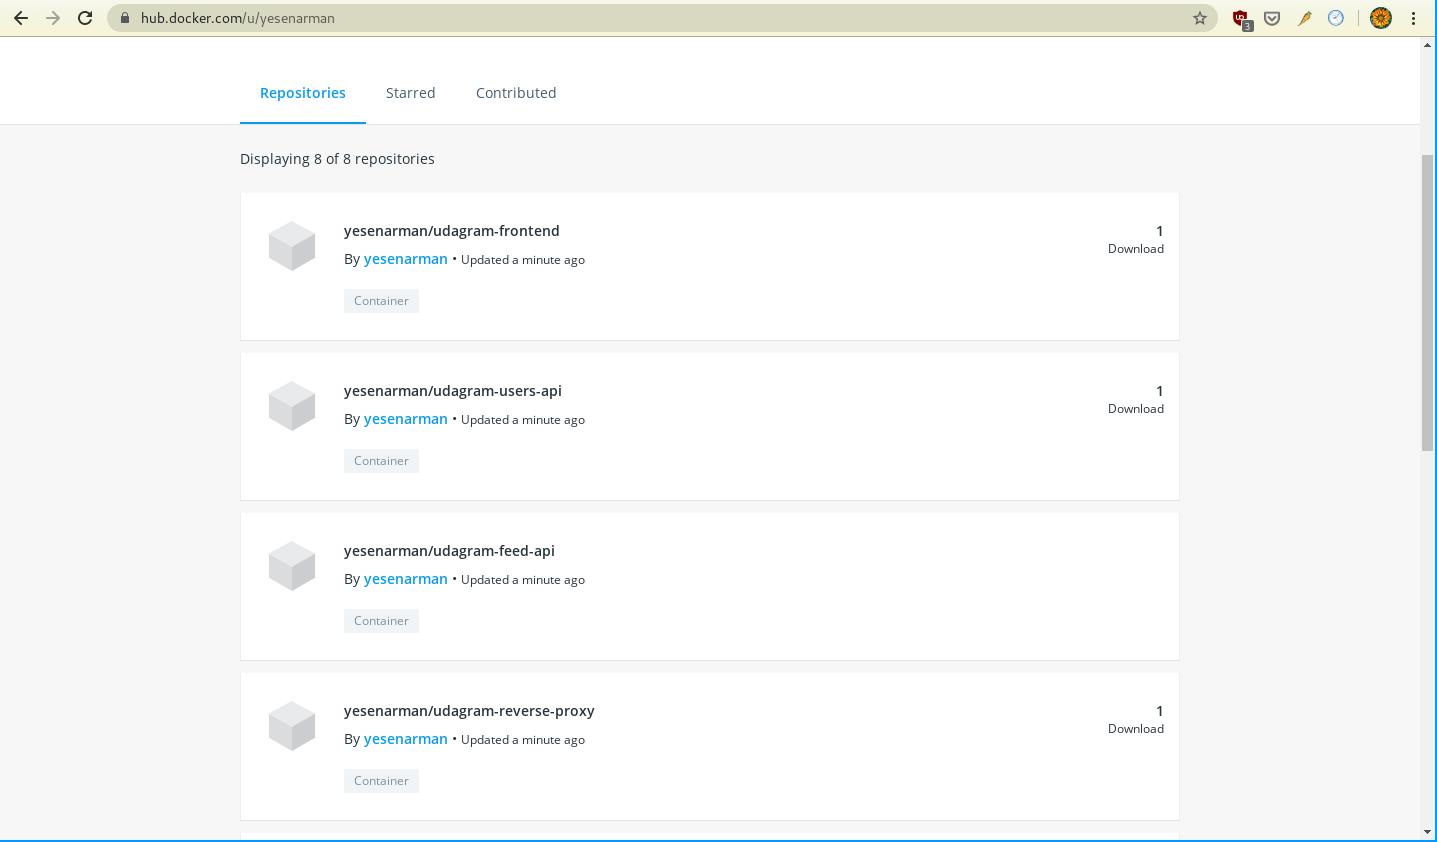 hub.docker.com/u/yesenarman
3
Repositories Starred Contributed
Displaying 8 of 8 repositories
yesenarman/udagram-frontend
1
Download
By yesenarman • Updated a minute ago
Container
yesenarman/udagram-users-api
1
Download
By yesenarman • Updated a minute ago
Container
yesenarman/udagram-feed-api
By yesenarman • Updated a minute ago
Container
yesenarman/udagram-reverse-proxy
1
Download
By yesenarman • Updated a minute ago
Container